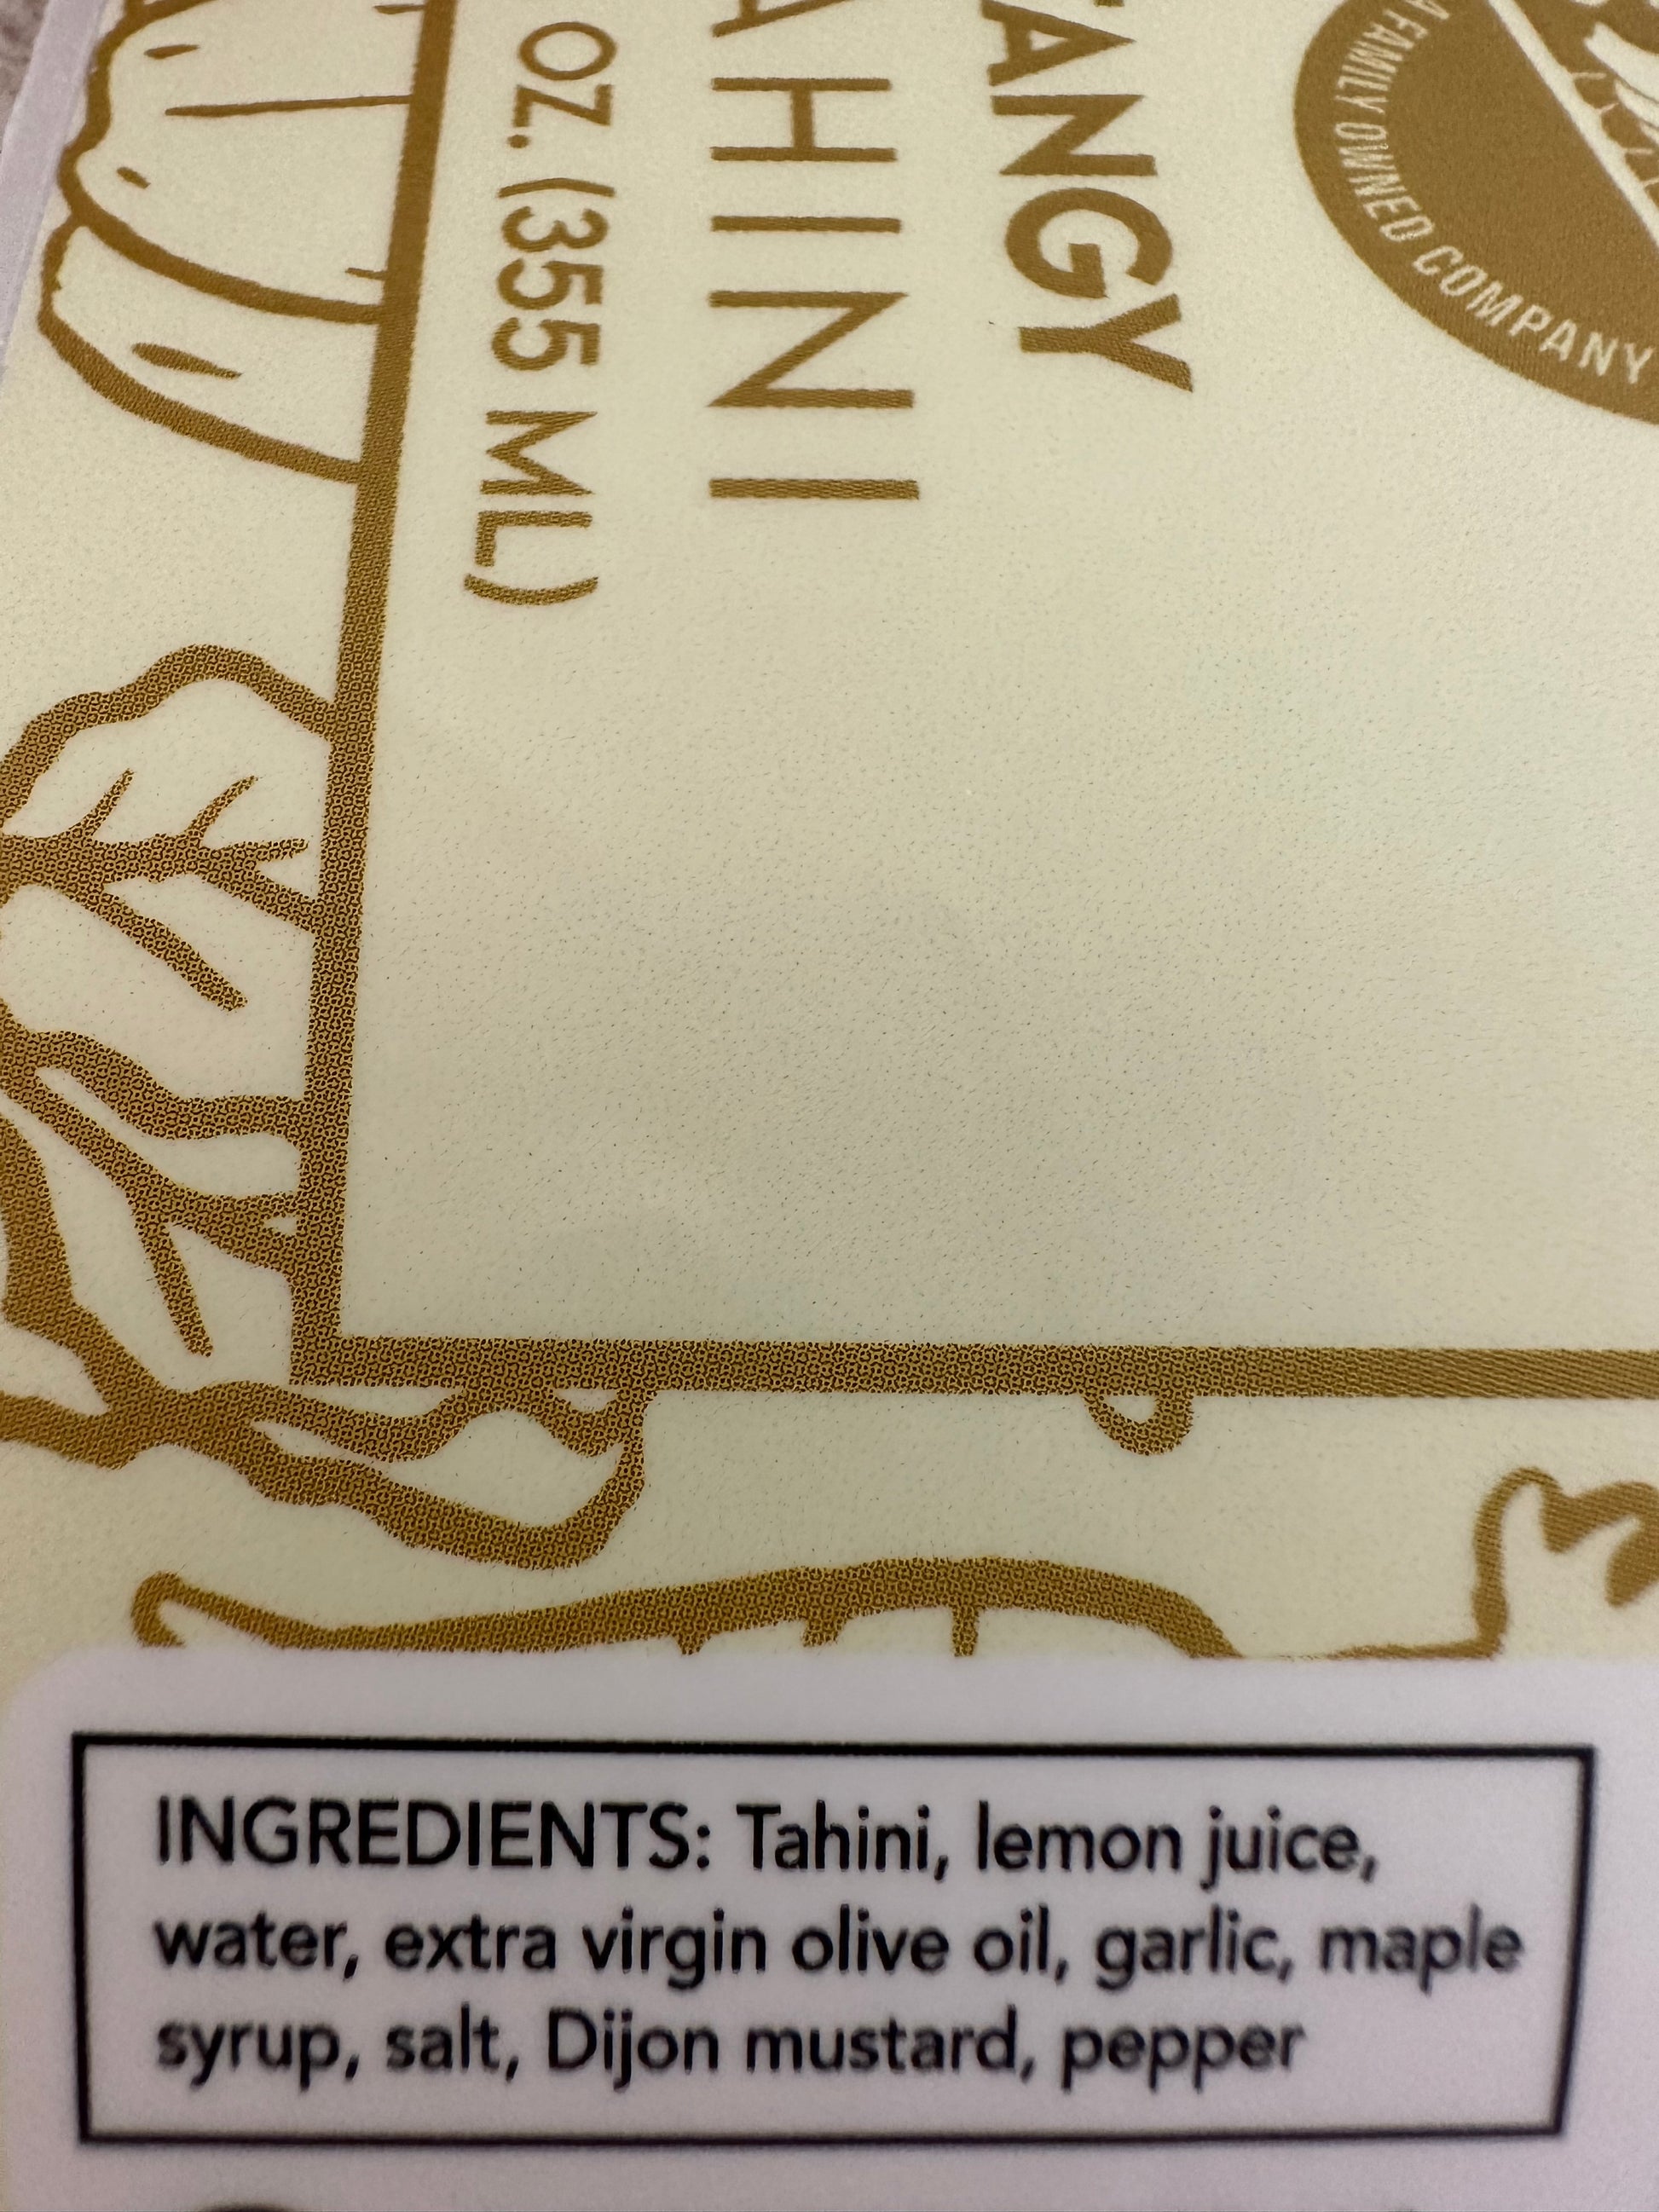 A FAMILY OWNED COMPANY
TANGY
AHINI
OZ. (355 ML)
INGREDIENTS: Tahini, lemon juice,
water, extra virgin olive oil, garlic, maple
syrup, salt, Dijon mustard, pepper